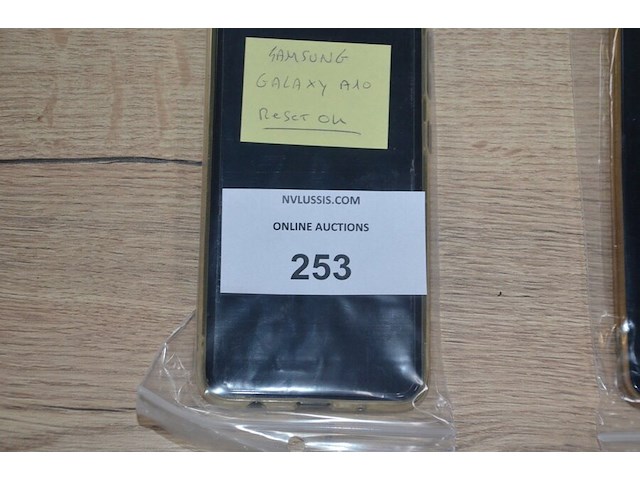 SAMSUNG
GALAXY A10
Reset OK
NVLUSSIS.COM
ONLINE AUCTIONS
253